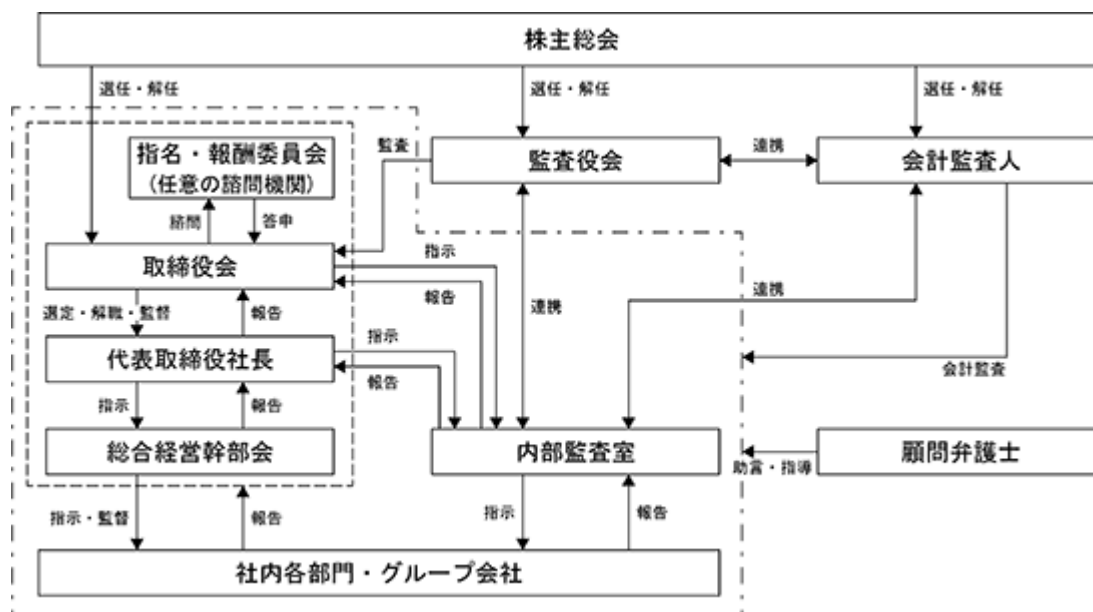 株主総会
選任・解任
選任・解任
選任・解任
指名・報酬委員会
(任意の諮問機関)
監査
監査役会
連携
会計監査人
諮問
答申
取締役会
指示
報告
連携
連携
選定・解職・監督
報告
代表取締役社長
指示
報告
会計監査
指示
報告
総合経営幹部会
内部監査室
顧問弁護士
助言・指導
指示・監督
報告
指示
報告
社内各部門・グループ会社